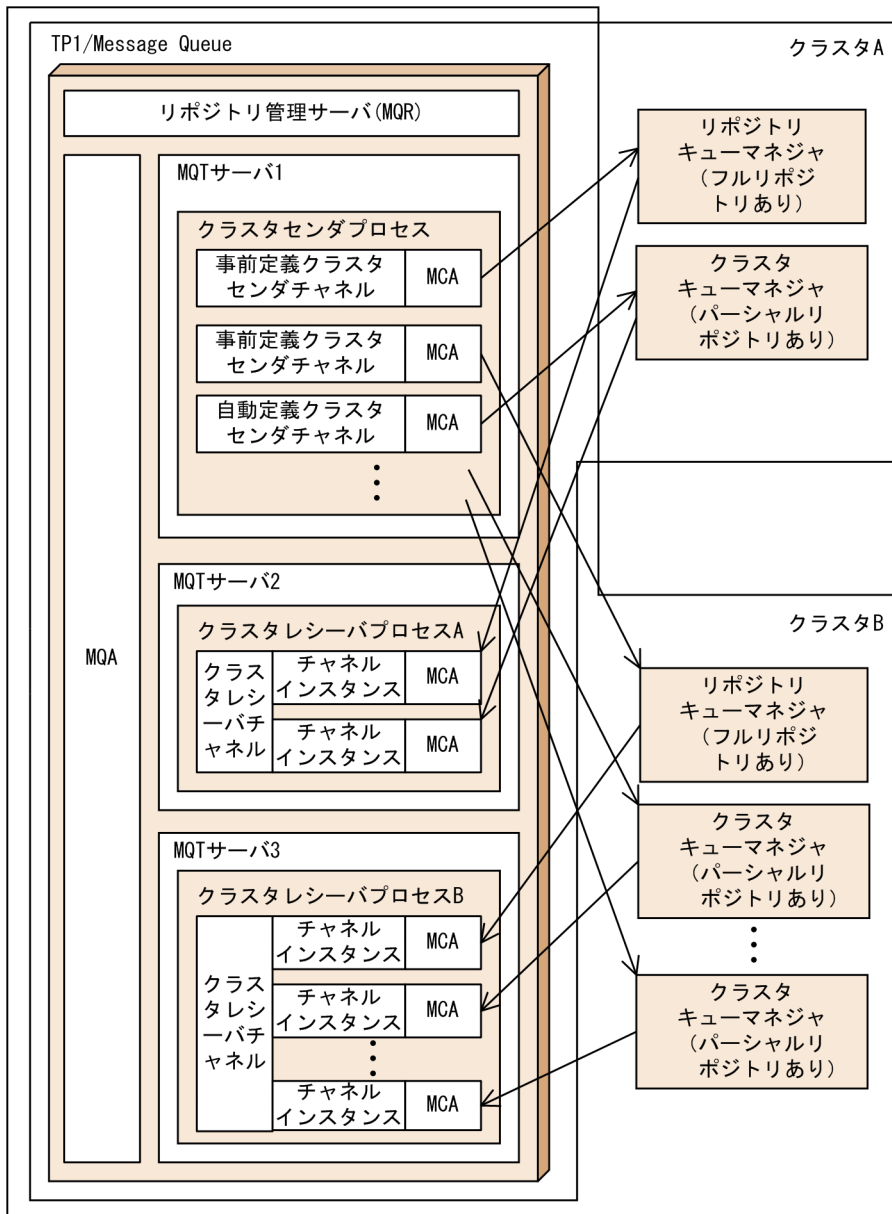 TP1/Message Queue
クラスタA
リポジトリ管理サーバ(MQR)
MQA
MQTサーバ1
クラスタセンダプロセス
事前定義クラスタ
センダチャネル
MCA
事前定義クラスタ
センダチャネル
MCA
自動定義クラスタ
センダチャネル
MCA
リポジトリ
キューマネジャ
(フルリポジ
トリあり)
クラスタ
キューマネジャ
(パーシャルリ
ポジトリあり)
MQTサーバ2
クラスタレシーバプロセスA
クラス
タレシ
ーバチ
ャネル
チャネル
インスタンス
MCA
チャネル
インスタンス
MCA
クラスタB
リポジトリ
キューマネジャ
(フルリポジ
トリあり)
クラスタ
キューマネジャ
(パーシャルリ
ポジトリあり)
クラスタ
キューマネジャ
(パーシャルリ
ポジトリあり)
MQTサーバ3
クラスタレシーバプロセスB
クラス
タレシ
ーバチ
ャネル
チャネル
インスタンス
MCA
チャネル
インスタンス
MCA
チャネル
インスタンス
MCA